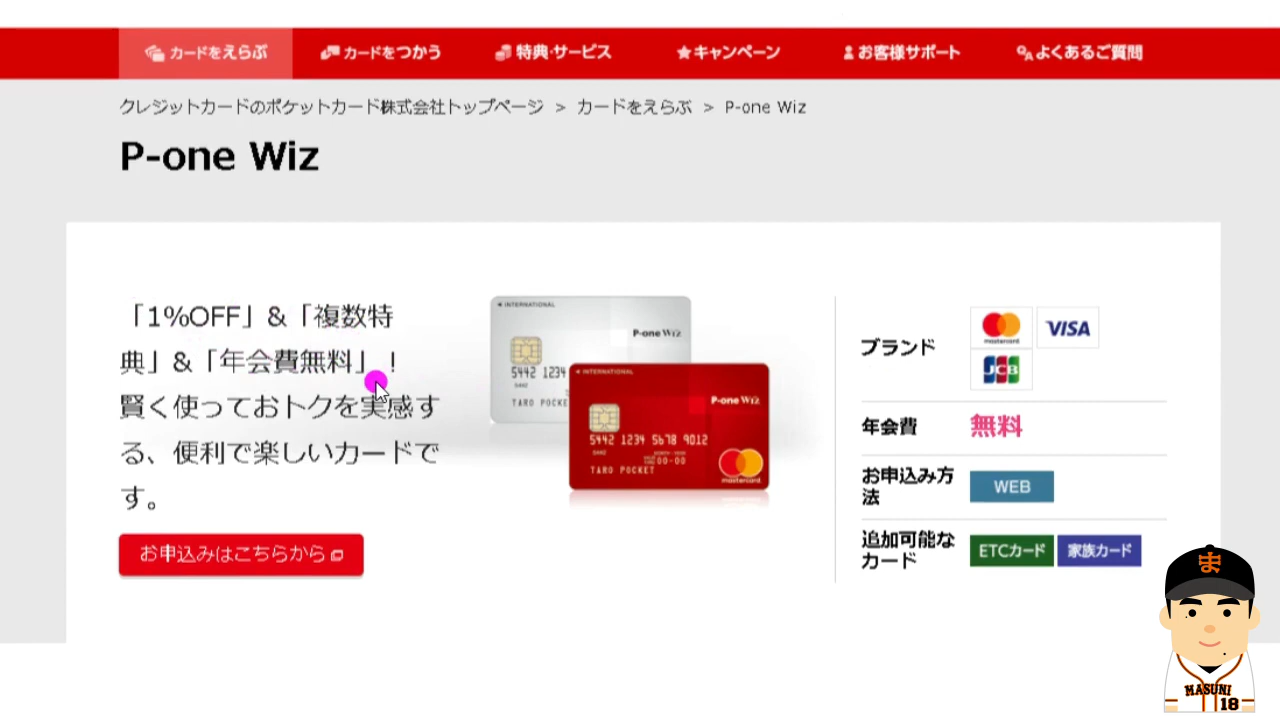 カードをえらぶ
カードをつかう
特典・サービス
キャンペーン
お客様サポート
よくあるご質問
クレジットカードのポケットカード株式会社トップページ > カードをえらぶ > P-one Wiz
P-one Wiz
「1%OFF」&「複数特
典」&「年会費無料」!
賢く使っておトクを実感す
る、便利で楽しいカードで
す。
お申込みはこちらから
INTERNATIONAL
P-one Wiz
5442 1234
5442
TARO POCKE
INTERNATIONAL
P-one Wiz
5442 1234 5678 9012
5442
00-00
TARO POCKET
mastercard
ブランド
mastercard
VISA
JCB
年会費
無料
お申込み方
法
WEB
追加可能な
カード
ETCカード
家族カード
ま
MASUNI
18